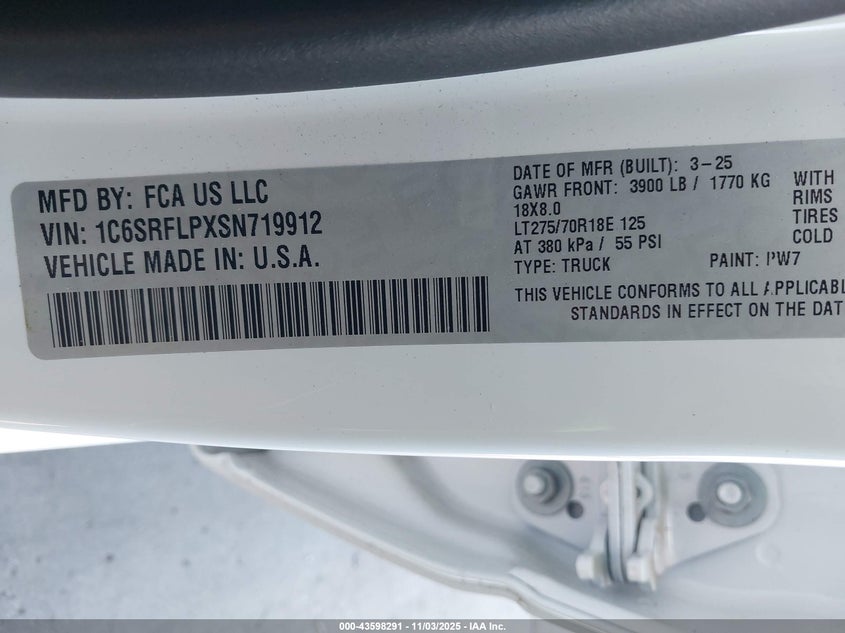 MFD BY: FCA US LLC
VIN: 1C6SRFLPXSN719912
VEHICLE MADE IN: U.S.A.
DATE OF MFR (BUILT): 3-25
GAWR FRONT: 3900 LB / 1770 KG WITH
18X8.0 RIMS
LT275/70R18E 125 TIRES
AT 380 kPa / 55 PSI COLD
TYPE: TRUCK PAINT: PW7
THIS VEHICLE CONFORMS TO ALL APPLICABL
STANDARDS IN EFFECT ON THE DAT
000-43598291 - 11/03/2025 - IAA Inc.